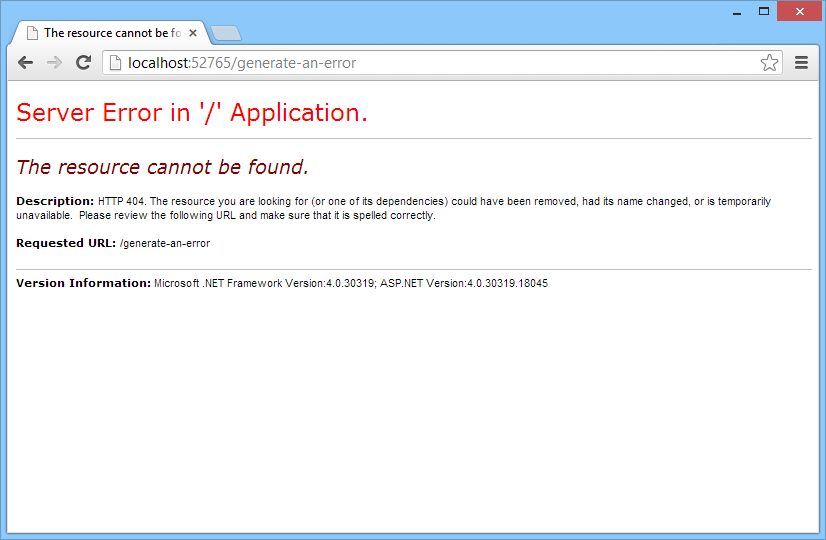 The resource cannot be fo
localhost:52765/generate-an-error
Server Error in '/' Application.
The resource cannot be found.
Description: HTTP 404. The resource you are looking for (or one of its dependencies) could have been removed, had its name changed, or is temporarily
unavailable.  Please review the following URL and make sure that it is spelled correctly.
Requested URL: /generate-an-error
Version Information: Microsoft .NET Framework Version:4.0.30319; ASP.NET Version:4.0.30319.18045